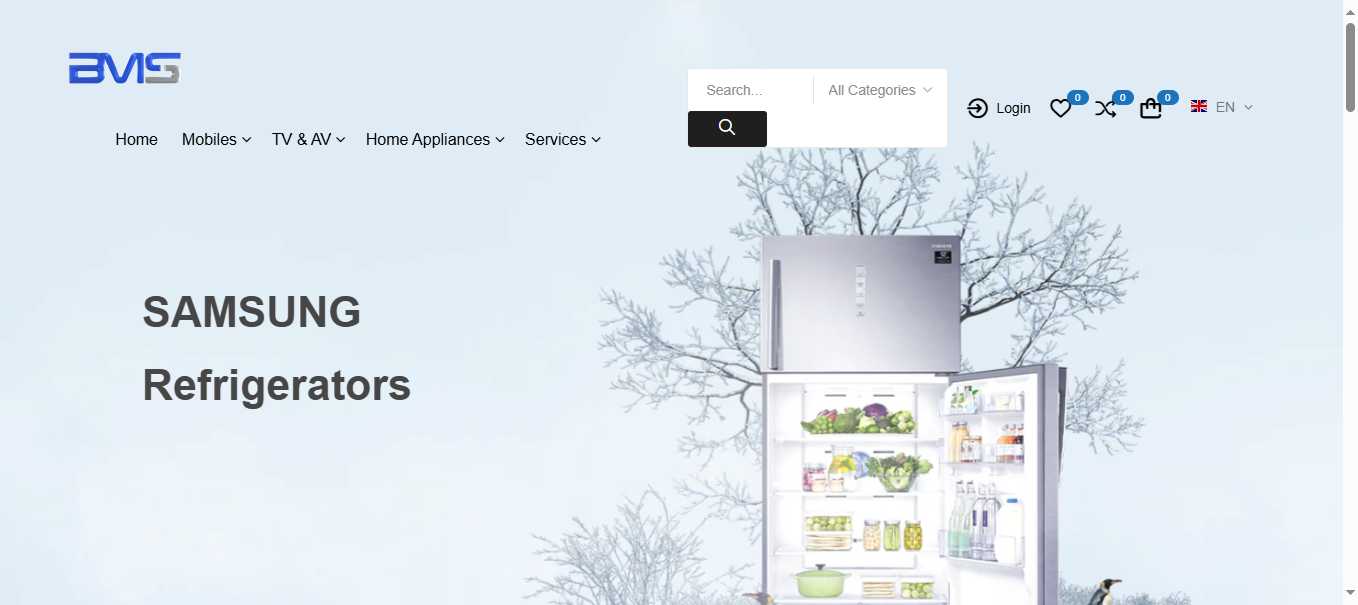 BMS
Search...
All Categories
Login
0
0
0
EN
Home
Mobiles
TV & AV
Home Appliances
Services
SAMSUNG
Refrigerators